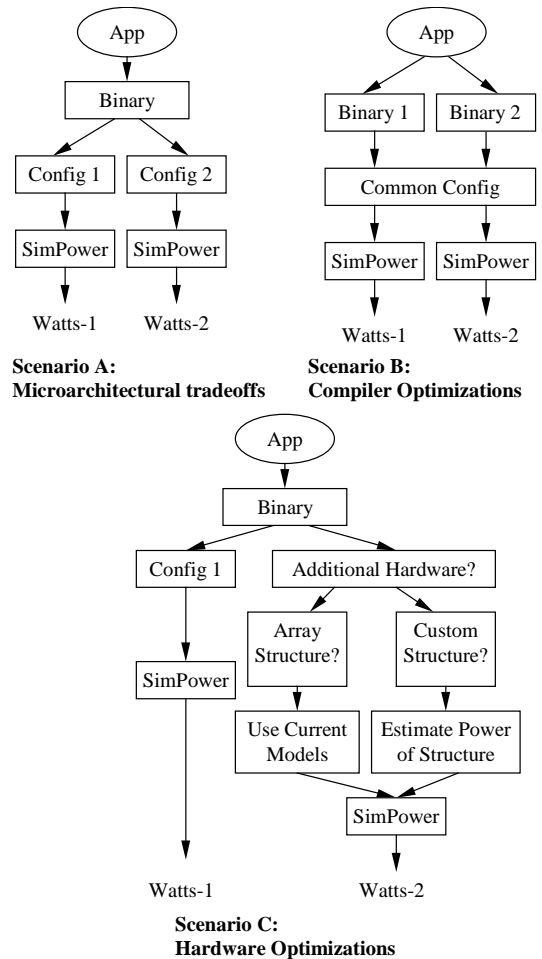 App
Binary
Config 1
Config 2
SimPower
SimPower
Watts-1
Watts-2
Scenario A:
Microarchitectural tradeoffs
App
Binary 1
Binary 2
Common Config
SimPower
SimPower
Watts-1
Watts-2
Scenario B:
Compiler Optimizations
App
Binary
Config 1
Additional Hardware?
Array
Structure?
Custom
Structure?
SimPower
Use Current
Models
Estimate Power
of Structure
SimPower
Watts-1
Watts-2
Scenario C:
Hardware Optimizations